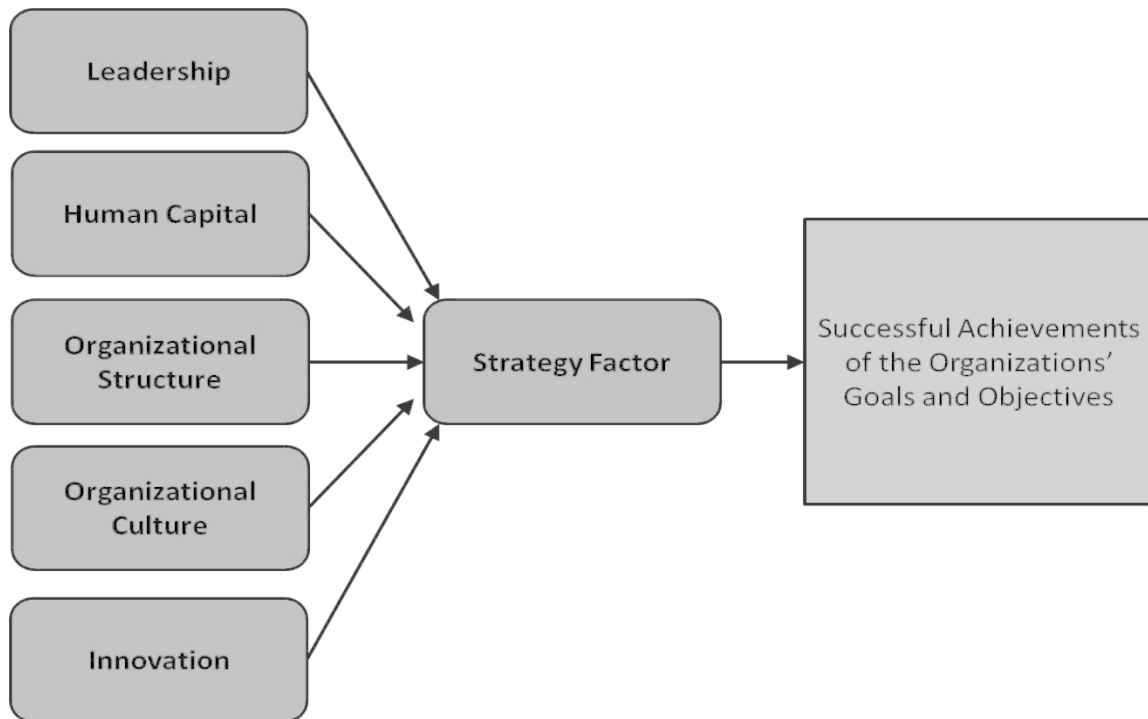 Leadership
Human Capital
Organizational
Structure
Organizational
Culture
Innovation
Strategy Factor
Successful Achievements
of the Organizations’
Goals and Objectives